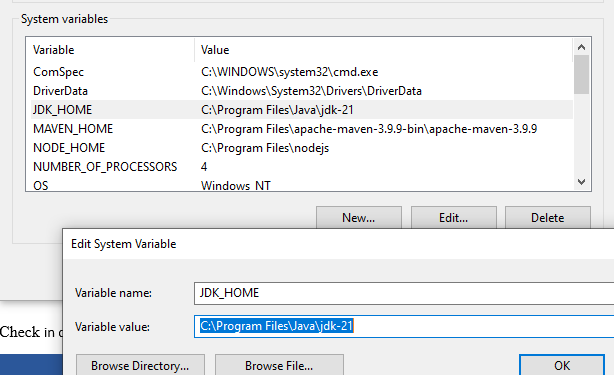 System variables
Variable Value
ComSpec C:\WINDOWS\system32\cmd.exe
DriverData C:\Windows\System32\Drivers\DriverData
JDK_HOME C:\Program Files\Java\jdk-21
MAVEN_HOME C:\Program Files\apache-maven-3.9.9-bin\apache-maven-3.9.9
NODE_HOME C:\Program Files\nodejs
NUMBER_OF_PROCESSORS 4
OS Windows_NT
New... Edit... Delete
Edit System Variable
Variable name: JDK_HOME
Check in
Variable value: C:\Program Files\Java\jdk-21
Browse Directory... Browse File... OK